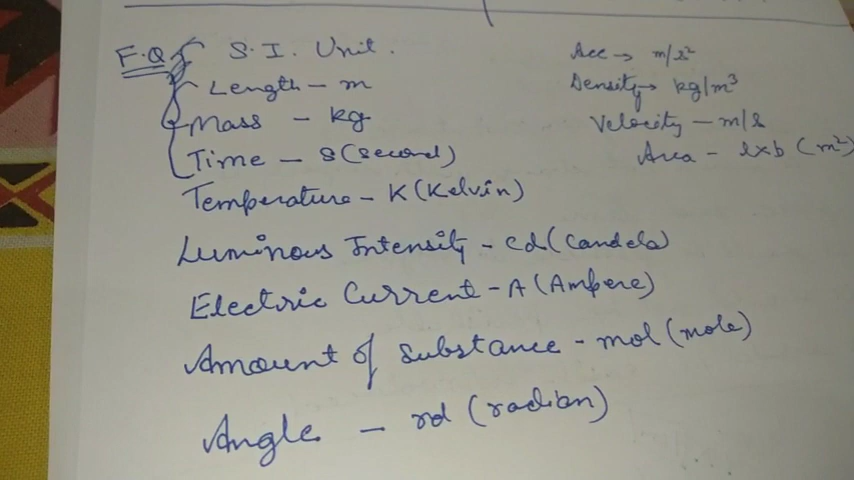 F.Q S.I. Unit.
Length - m
Mass - kg
Time - s (second)
Temperature - K (Kelvin)
Luminous Intensity - Cd (Candela)
Electric Current - A (Ampere)
Amount of substance - mol (mole)
Angle - rd (radian)
Acc → m/s²
Density → kg/m³
Velocity - m/s
Area - l×b (m²)